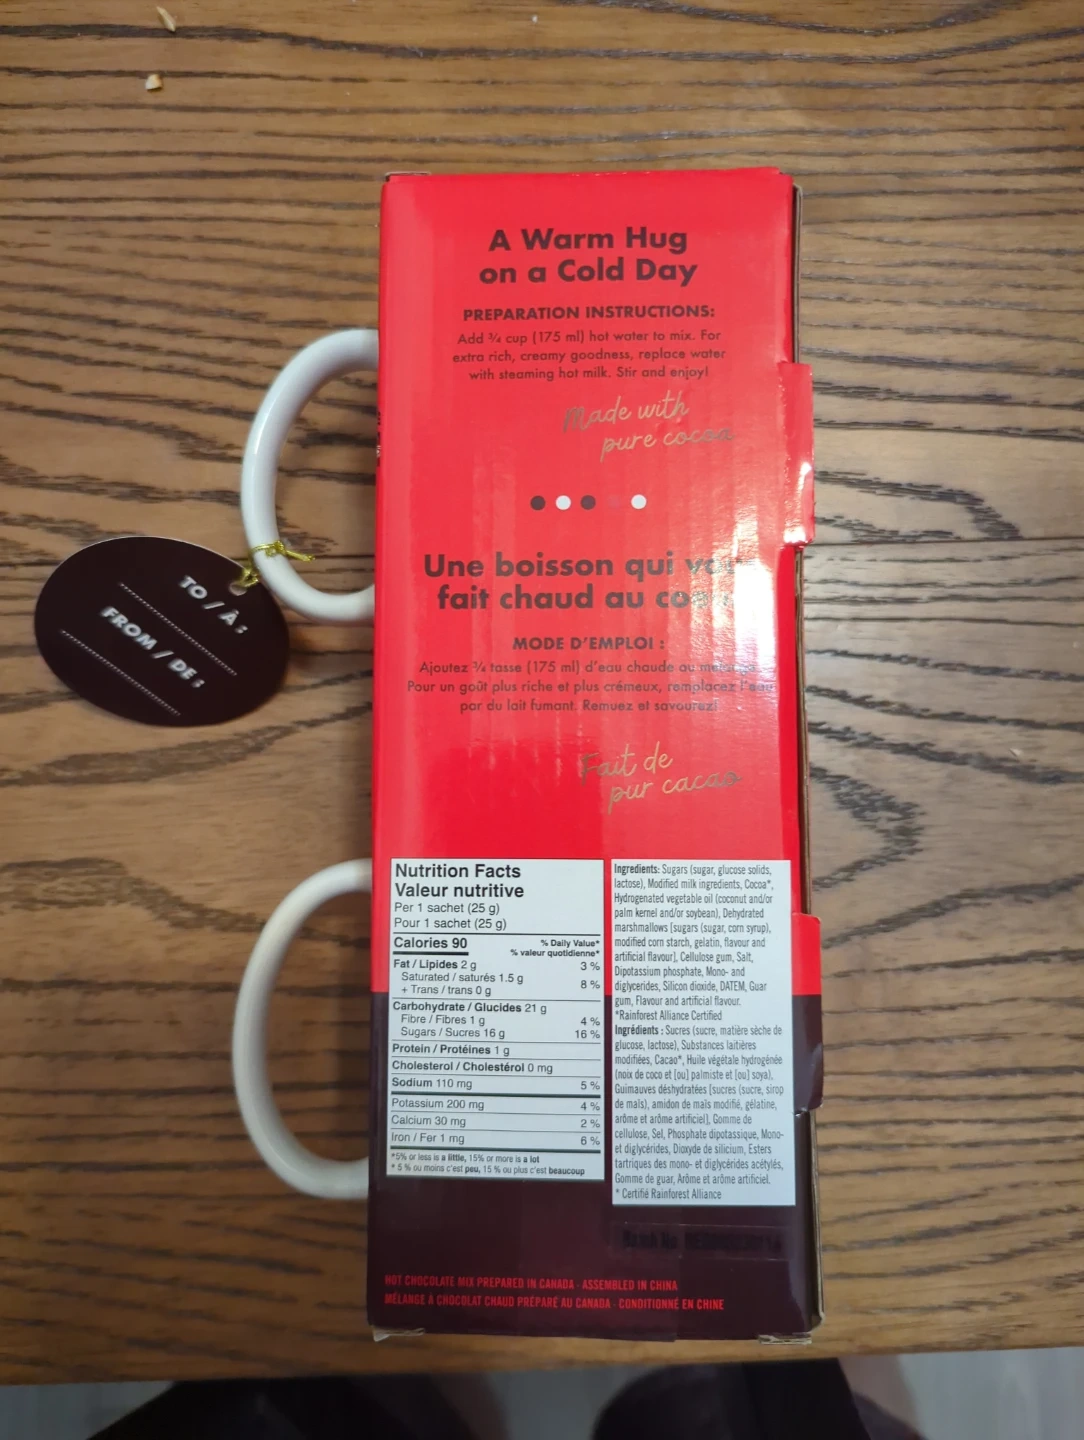 A Warm Hug
on a Cold Day
PREPARATION INSTRUCTIONS:
Add ¾ cup (175 ml) hot water to mix. For
extra rich, creamy goodness, replace water
with steaming hot milk. Stir and enjoy!
Made with
pure cocoa
Une boisson qui
fait chaud au
MODE D'EMPLOI :
Ajoutez ¾ tasse (175 ml) d'eau chaude au
Pour un goût plus riche et plus crémeux, remplacez l'eau
par du lait fumant. Remuez et savourez!
Fait de
pur cacao
TO / À :
FROM / DE :
Nutrition Facts
Valeur nutritive
Per 1 sachet (25 g)
Pour 1 sachet (25 g)
Calories 90 % Daily Value*
% valeur quotidienne*
Fat / Lipides 2 g 3 %
Saturated / saturés 1.5 g
+ Trans / trans 0 g 8 %
Carbohydrate / Glucides 21 g
Fibre / Fibres 1 g 4 %
Sugars / Sucres 16 g 16 %
Protein / Protéines 1 g
Cholesterol / Cholestérol 0 mg
Sodium 110 mg 5 %
Potassium 200 mg 4 %
Calcium 30 mg 2 %
Iron / Fer 1 mg 6 %
*5% or less is a little, 15% or more is a lot
*5 % ou moins c'est peu, 15 % ou plus c'est beaucoup
Ingredients: Sugars (sugar, glucose solids,
lactose), Modified milk ingredients, Cocoa*,
Hydrogenated vegetable oil (coconut and/or
palm kernel and/or soybean), Dehydrated
marshmallows [sugars (sugar, corn syrup),
modified corn starch, gelatin, flavour and
artificial flavour], Cellulose gum, Salt,
Dipotassium phosphate, Mono- and
diglycerides, Silicon dioxide, DATEM, Guar
gum, Flavour and artificial flavour.
*Rainforest Alliance Certified
Ingrédients : Sucres (sucre, matière sèche de
glucose, lactose), Substances laitières
modifiées, Cacao*, Huile végétale hydrogénée
(noix de coco et [ou] palmiste et [ou] soya),
Guimauves déshydratées [sucres (sucre, sirop
de maïs), amidon de maïs modifié, gélatine,
arôme et arôme artificiel], Gomme de
cellulose, Sel, Phosphate dipotassique, Mono-
et diglycérides, Dioxyde de silicium, Esters
tartriques des mono- et diglycérides acétylés,
Gomme de guar, Arôme et arôme artificiel.
* Certifié Rainforest Alliance
HOT CHOCOLATE MIX PREPARED IN CANADA - ASSEMBLED IN CHINA
MÉLANGE À CHOCOLAT CHAUD PRÉPARÉ AU CANADA - CONDITIONNÉ EN CHINE